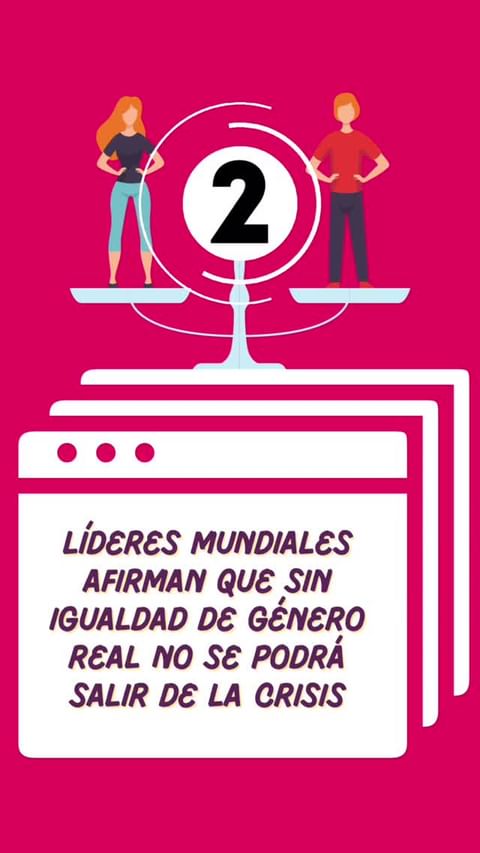 2
LÍDERES MUNDIALES
AFIRMAN QUE SIN
IGUALDAD DE GÉNERO
REAL NO SE PODRÁ
SALIR DE LA CRISIS